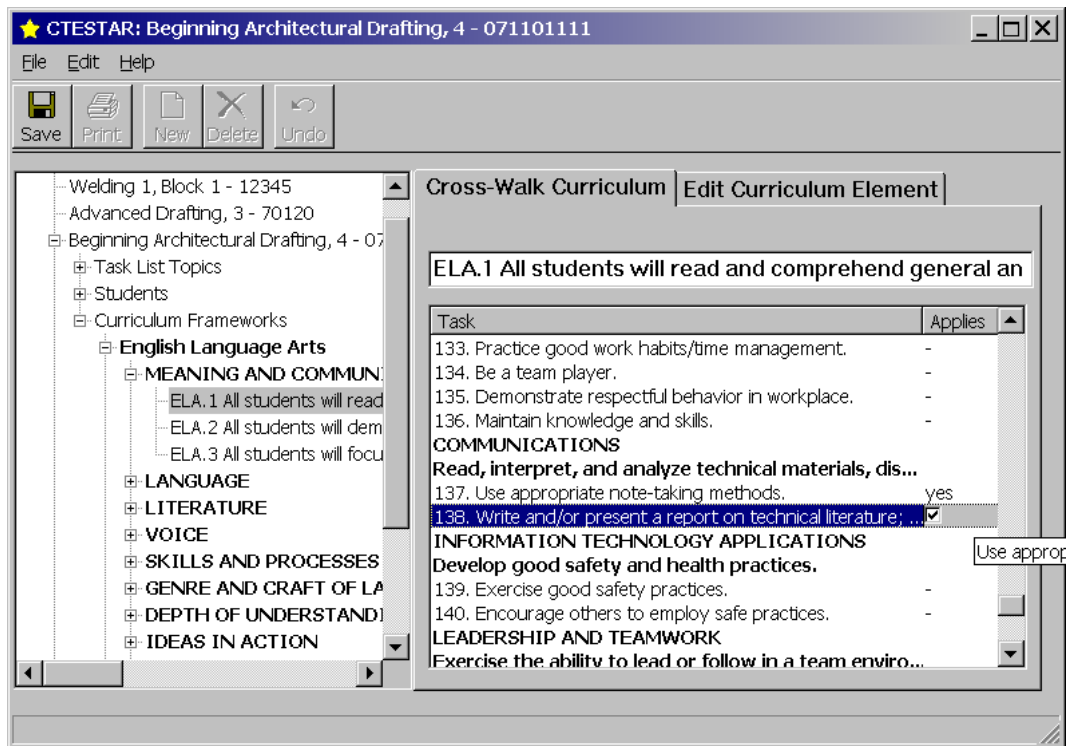 CTESTAR: Beginning Architectural Drafting, 4 - 071101111
File Edit Help
Save Print New Delete Undo
Welding 1, Block 1 - 12345
Advanced Drafting, 3 - 70120
Beginning Architectural Drafting, 4 - 07
Task List Topics
Students
Curriculum Frameworks
English Language Arts
MEANING AND COMMUN
ELA.1 All students will read
ELA.2 All students will dem
ELA.3 All students will focu
LANGUAGE
LITERATURE
VOICE
SKILLS AND PROCESSES
GENRE AND CRAFT OF LA
DEPTH OF UNDERSTANDI
IDEAS IN ACTION
Cross-Walk Curriculum Edit Curriculum Element
ELA.1 All students will read and comprehend general an
Task Applies
133. Practice good work habits/time management. -
134. Be a team player. -
135. Demonstrate respectful behavior in workplace. -
136. Maintain knowledge and skills. -
COMMUNICATIONS
Read, interpret, and analyze technical materials, dis...
137. Use appropriate note-taking methods. yes
138. Write and/or present a report on technical literature; ...
INFORMATION TECHNOLOGY APPLICATIONS
Use approp
Develop good safety and health practices.
139. Exercise good safety practices. -
140. Encourage others to employ safe practices. -
LEADERSHIP AND TEAMWORK
Exercise the ability to lead or follow in a team enviro...